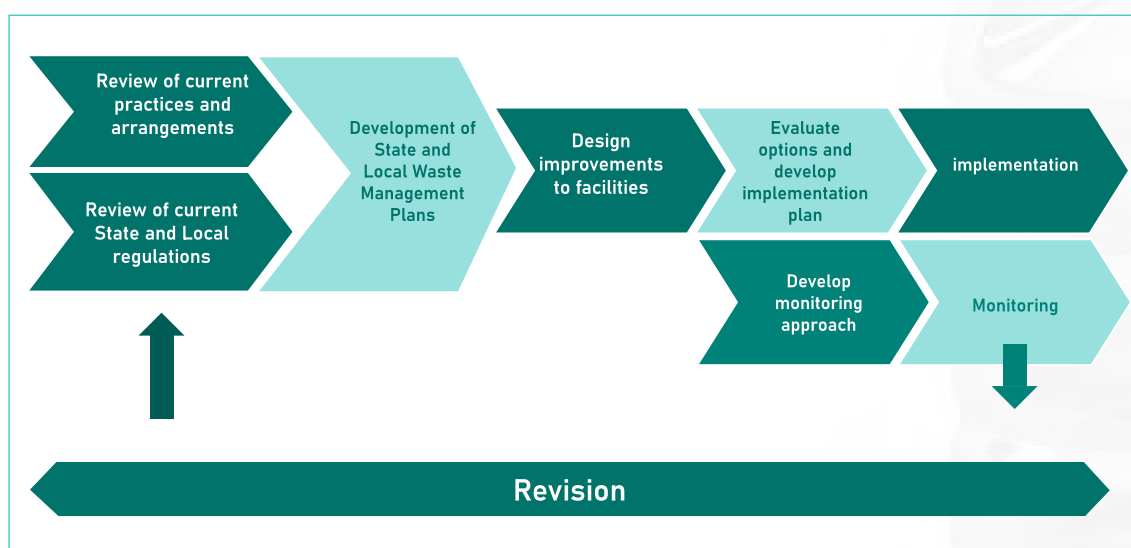 Review of current
practices and
arrangements
Review of current
State and Local
regulations
Development of
State and
Local Waste
Management
Plans
Design
improvements
to facilities
Evaluate
options and
develop
implementation
plan
implementation
Develop
monitoring
approach
Monitoring
Revision